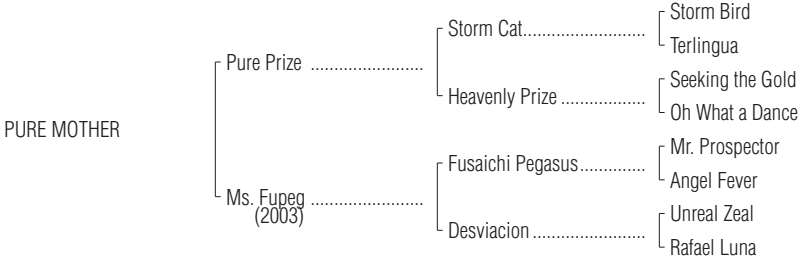 Storm Bird
Storm Cat..........................
Terlingua
Pure Prize ........................
Seeking the Gold
Heavenly Prize ..................
Oh What a Dance
PURE MOTHER
Mr. Prospector
Fusaichi Pegasus..............
Angel Fever
Ms. Fupeg ........................
(2003)
Unreal Zeal
Desviacion ........................
Rafael Luna